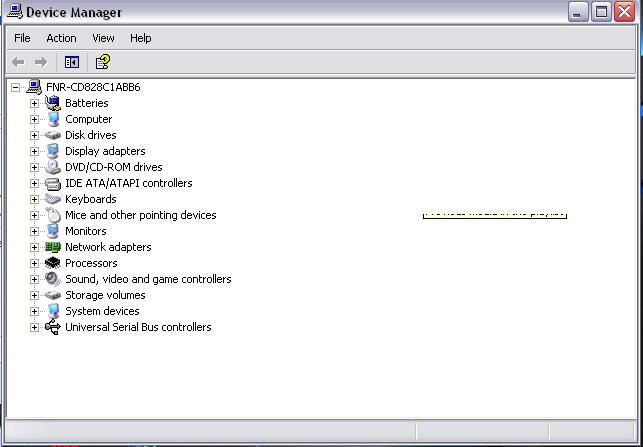 Device Manager
File Action View Help
FNR-CD828C1ABB6
Batteries
Computer
Disk drives
Display adapters
DVD/CD-ROM drives
IDE ATA/ATAPI controllers
Keyboards
Mice and other pointing devices
Monitors
Network adapters
Processors
Sound, video and game controllers
Storage volumes
System devices
Universal Serial Bus controllers